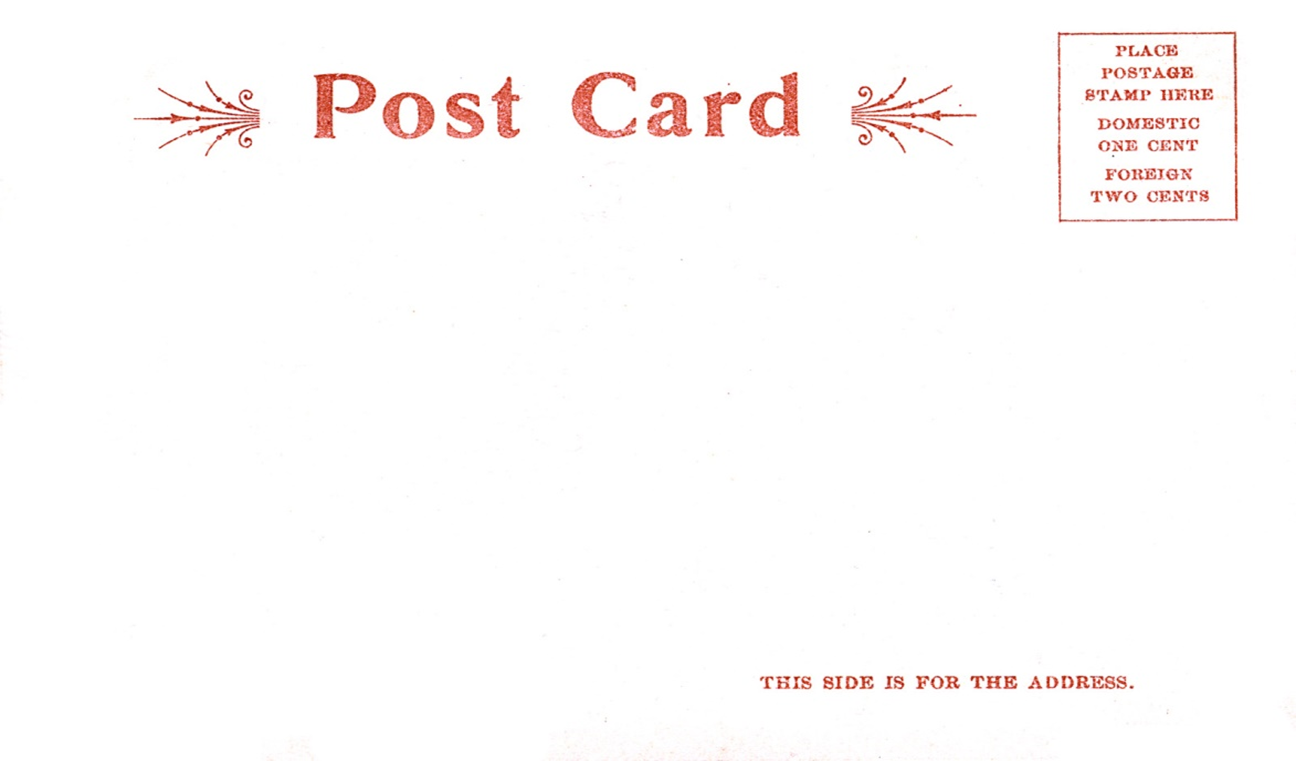 Post Card
PLACE
POSTAGE
STAMP HERE
DOMESTIC
ONE CENT
FOREIGN
TWO CENTS
THIS SIDE IS FOR THE ADDRESS.